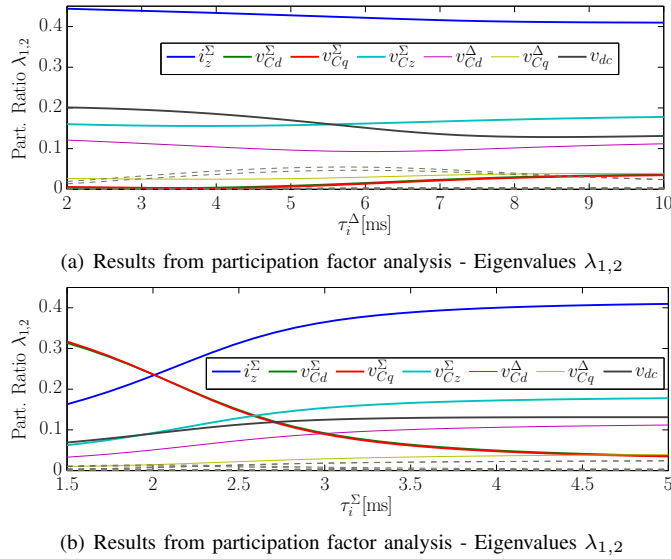 0.4
0.3
0.2
0.1
0
Part. Ratio λ1,2
i_z^Σ v_Cd^Σ v_Cq^Σ v_Cz^Σ v_Cd^Δ v_Cq^Δ v_dc
2 3 4 5 6 7 8 9 10
τ_i^Δ[ms]
(a) Results from participation factor analysis - Eigenvalues λ1,2
0.4
0.3
0.2
0.1
0
Part. Ratio λ1,2
i_z^Σ v_Cd^Σ v_Cq^Σ v_Cz^Σ v_Cd^Δ v_Cq^Δ v_dc
1.5 2 2.5 3 3.5 4 4.5 5
τ_i^Σ[ms]
(b) Results from participation factor analysis - Eigenvalues λ1,2